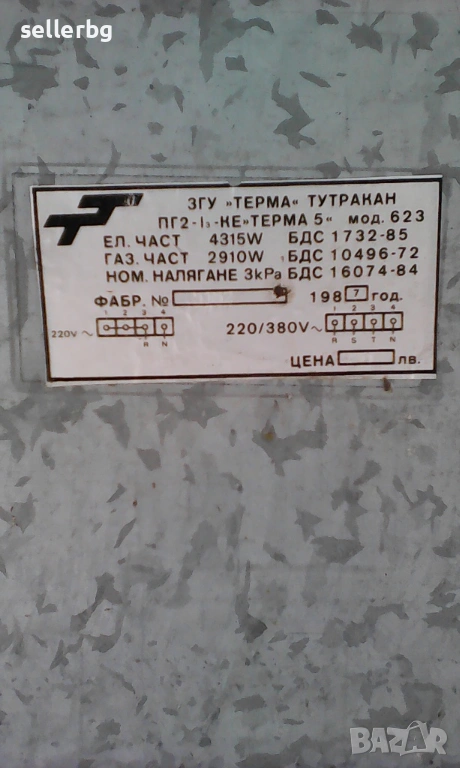 sellerbg
ЗГУ „ТЕРМА“ ТУТРАКАН
ПГ2-I₃-КЕ„ТЕРМА 5“ мод. 623
ЕЛ. ЧАСТ 4315W БДС 1732-85
ГАЗ. ЧАСТ 2910W БДС 10496-72
НОМ. НАЛЯГАНЕ 3kPa БДС 16074-84
ФАБР. № 198 7 год.
1 2 3 4 1 2 3 4
220V ~ 220/380V ~
R N R S T N
ЦЕНА лв.
BAZAR